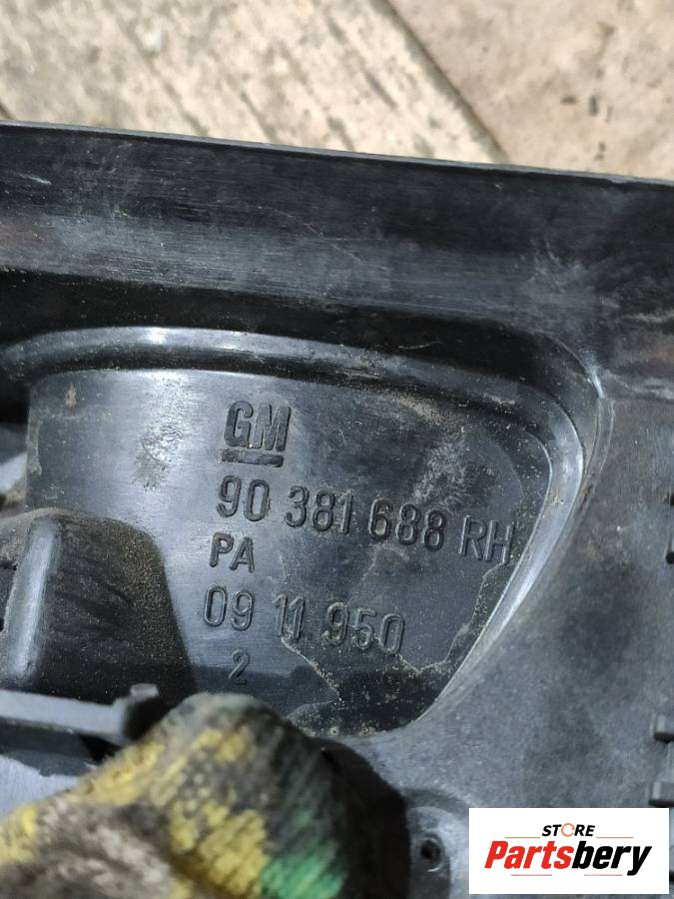 GM
90 381 688 RH
PA
09 11 950
2
STORE
Partsbery